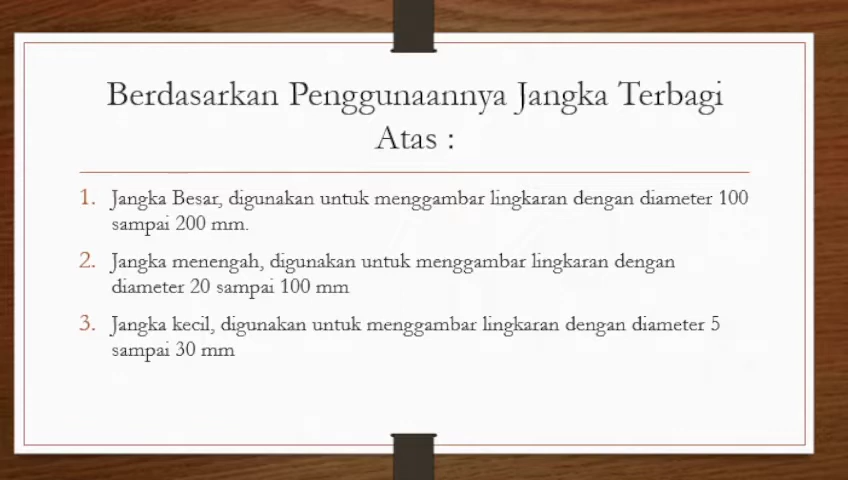 Berdasarkan Penggunaannya Jangka Terbagi
Atas :
1. Jangka Besar, digunakan untuk menggambar lingkaran dengan diameter 100
sampai 200 mm.
2. Jangka menengah, digunakan untuk menggambar lingkaran dengan
diameter 20 sampai 100 mm
3. Jangka kecil, digunakan untuk menggambar lingkaran dengan diameter 5
sampai 30 mm